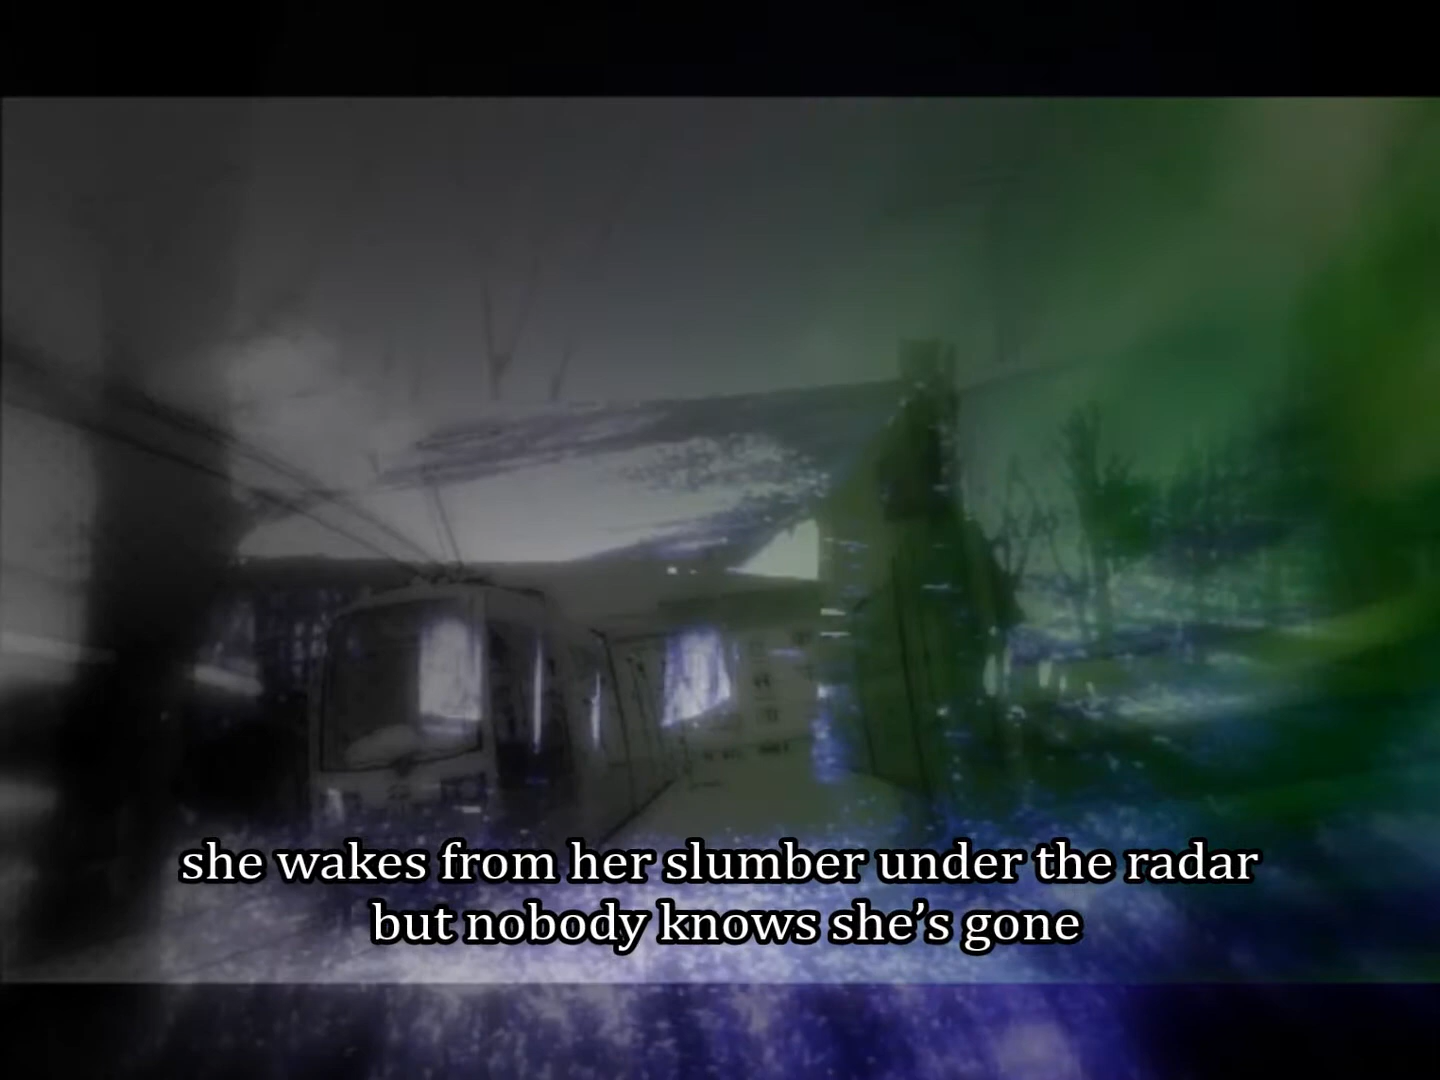 she wakes from her slumber under the radar
but nobody knows she’s gone